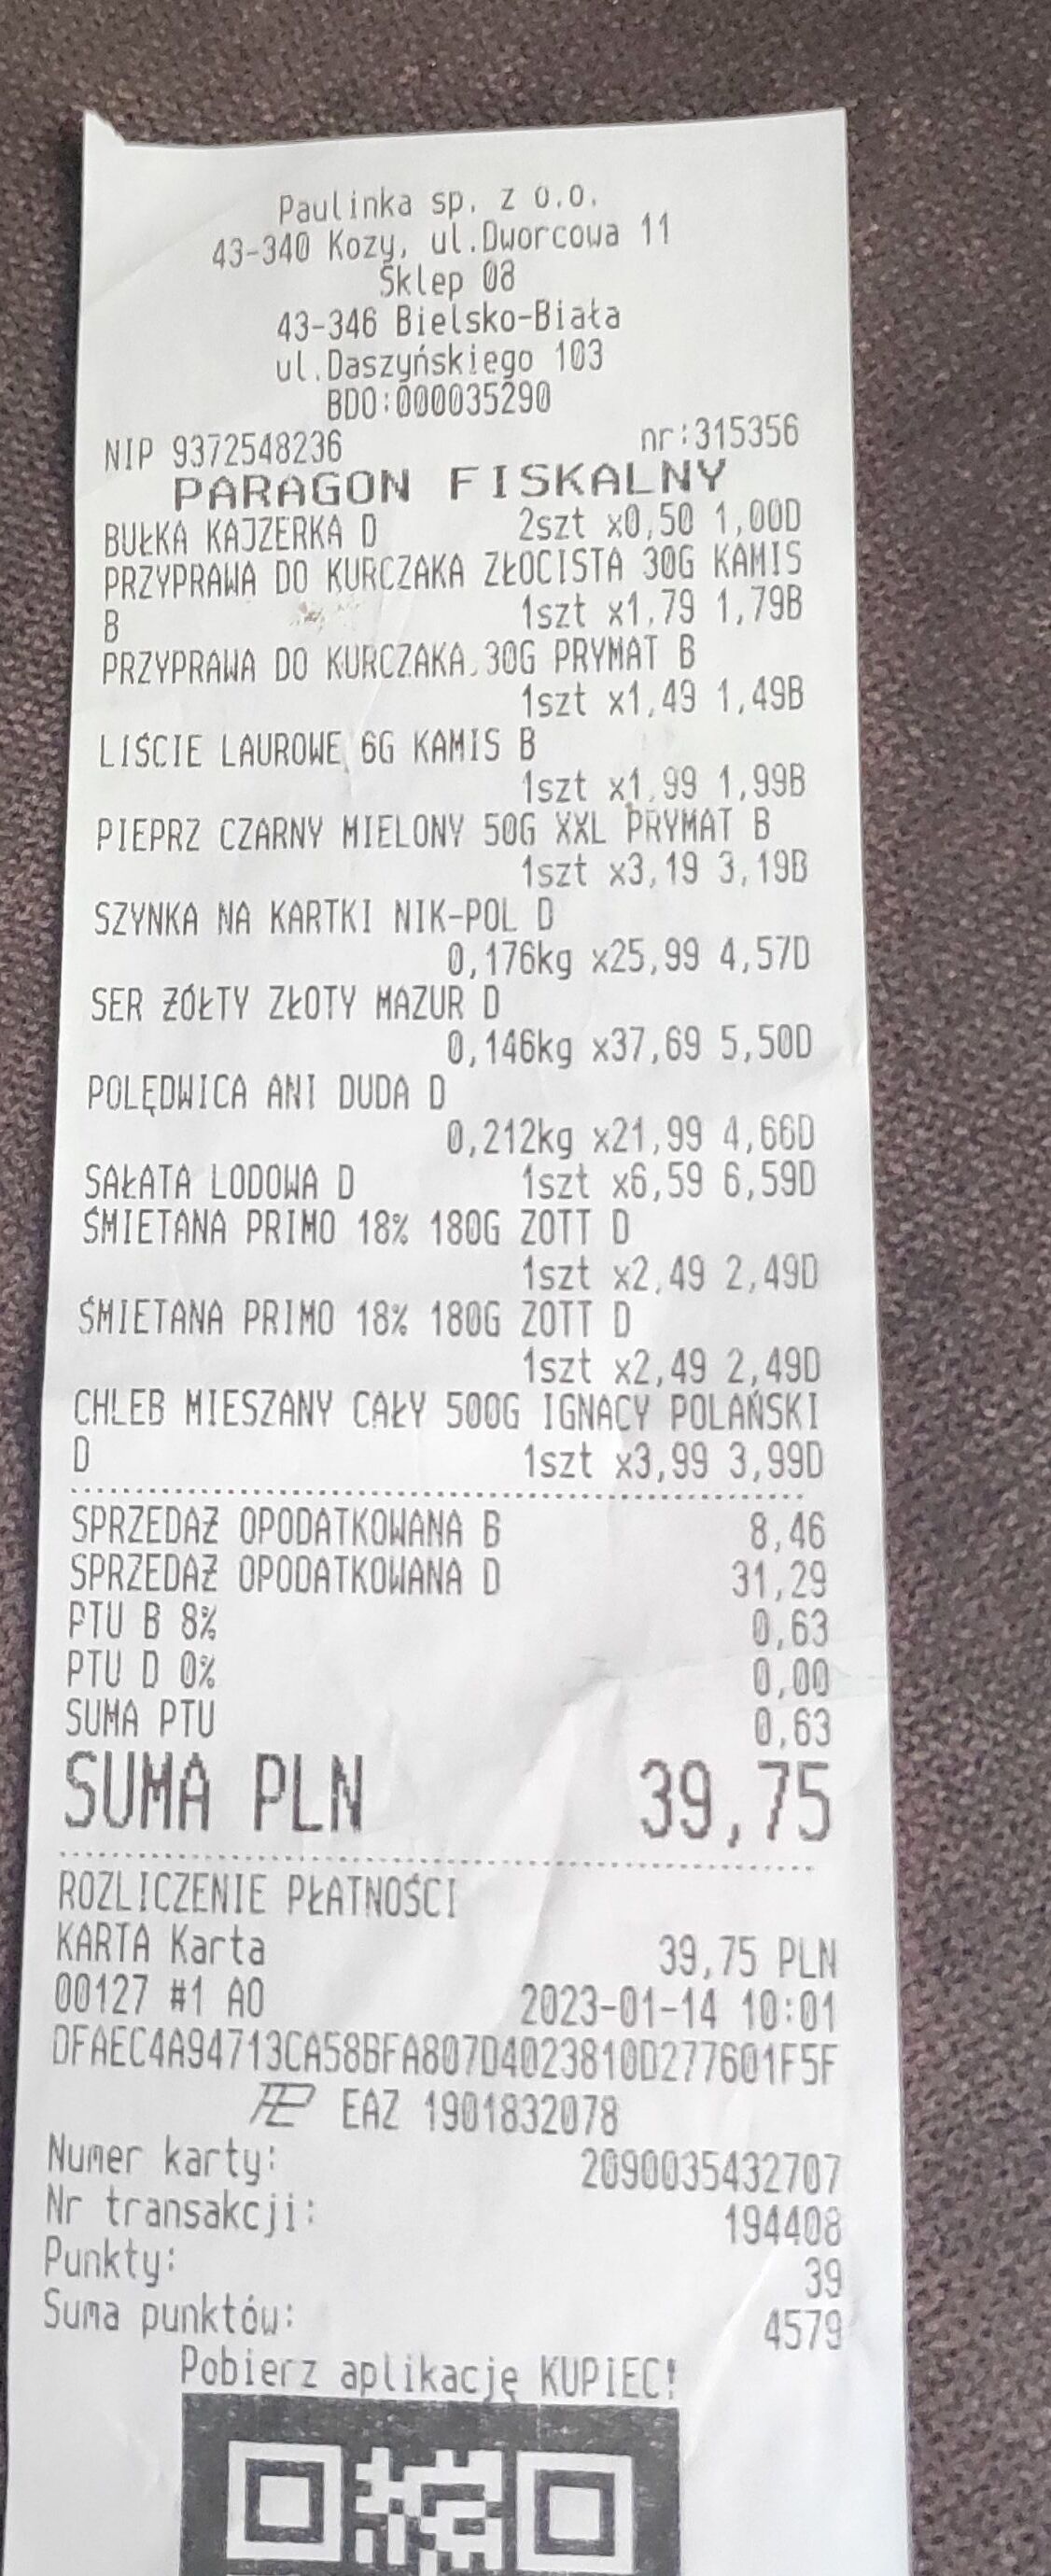 Paulinka sp. z o.o.
43-340 Kozy, ul.Dworcowa 11
Sklep 08
43-346 Bielsko-Biała
ul.Daszyńskiego 103
BDO:000035290
NIP 9372548236 nr:315356
PARAGON FISKALNY
BUŁKA KAJZERKA D 2szt x0,50 1,00D
PRZYPRAWA DO KURCZAKA ZŁOCISTA 30G KAMIS
B 1szt x1,79 1,79B
PRZYPRAWA DO KURCZAKA 30G PRYMAT B
1szt x1,49 1,49B
LIŚCIE LAUROWE 6G KAMIS B
1szt x1,99 1,99B
PIEPRZ CZARNY MIELONY 50G XXL PRYMAT B
1szt x3,19 3,19B
SZYNKA NA KARTKI NIK-POL D
0,176kg x25,99 4,57D
SER ŻÓŁTY ZŁOTY MAZUR D
0,146kg x37,69 5,50D
POLĘDWICA ANI DUDA D
0,212kg x21,99 4,66D
SAŁATA LODOWA D 1szt x6,59 6,59D
ŚMIETANA PRIMO 18% 180G ZOTT D
1szt x2,49 2,49D
ŚMIETANA PRIMO 18% 180G ZOTT D
1szt x2,49 2,49D
CHLEB MIESZANY CAŁY 500G IGNACY POLAŃSKI
D 1szt x3,99 3,99D
SPRZEDAŻ OPODATKOWANA B 8,46
SPRZEDAŻ OPODATKOWANA D 31,29
PTU B 8% 0,63
PTU D 0% 0,00
SUMA PTU 0,63
SUMA PLN 39,75
ROZLICZENIE PŁATNOŚCI
KARTA Karta 39,75 PLN
00127 #1 AO 2023-01-14 10:01
DFAEC4A94713CA58BFA807D4023810D277601F5F
EAZ 1901832078
Numer karty: 2090035432707
Nr transakcji: 194408
Punkty: 39
Suma punktów: 4579
Pobierz aplikację KUPIEC!